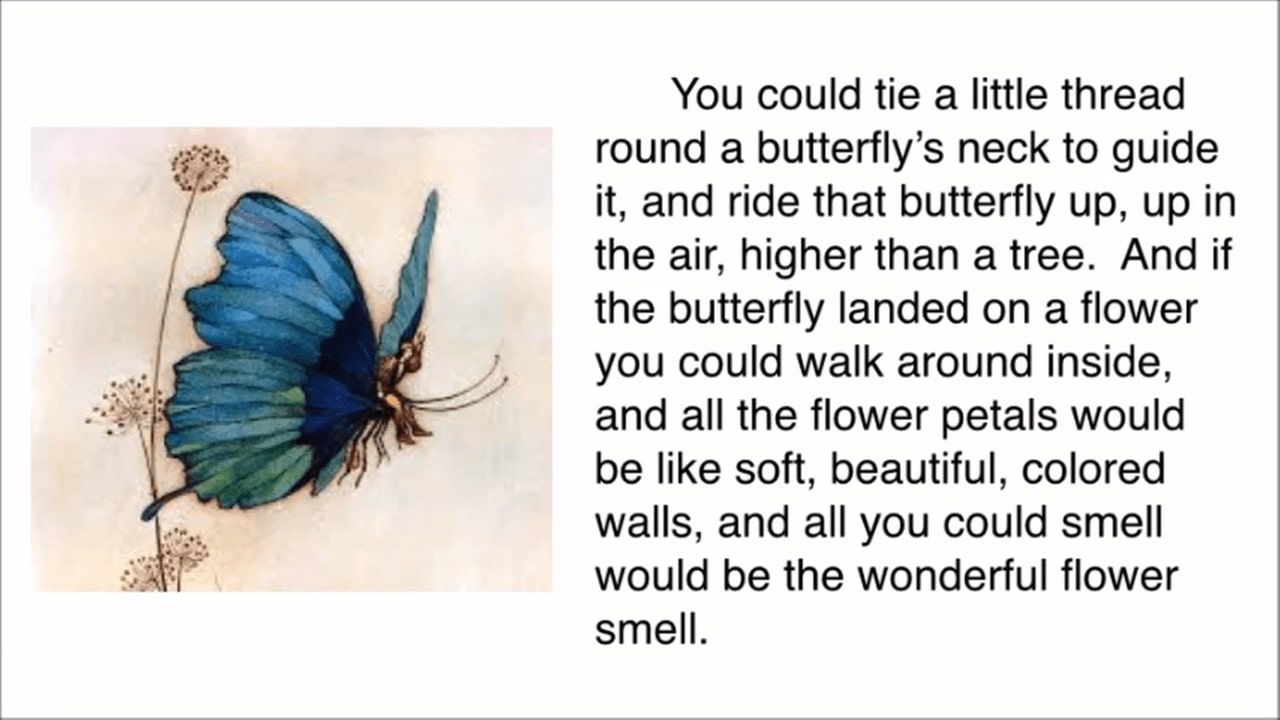 You could tie a little thread
round a butterfly’s neck to guide
it, and ride that butterfly up, up in
the air, higher than a tree.  And if
the butterfly landed on a flower
you could walk around inside,
and all the flower petals would
be like soft, beautiful, colored
walls, and all you could smell
would be the wonderful flower
smell.